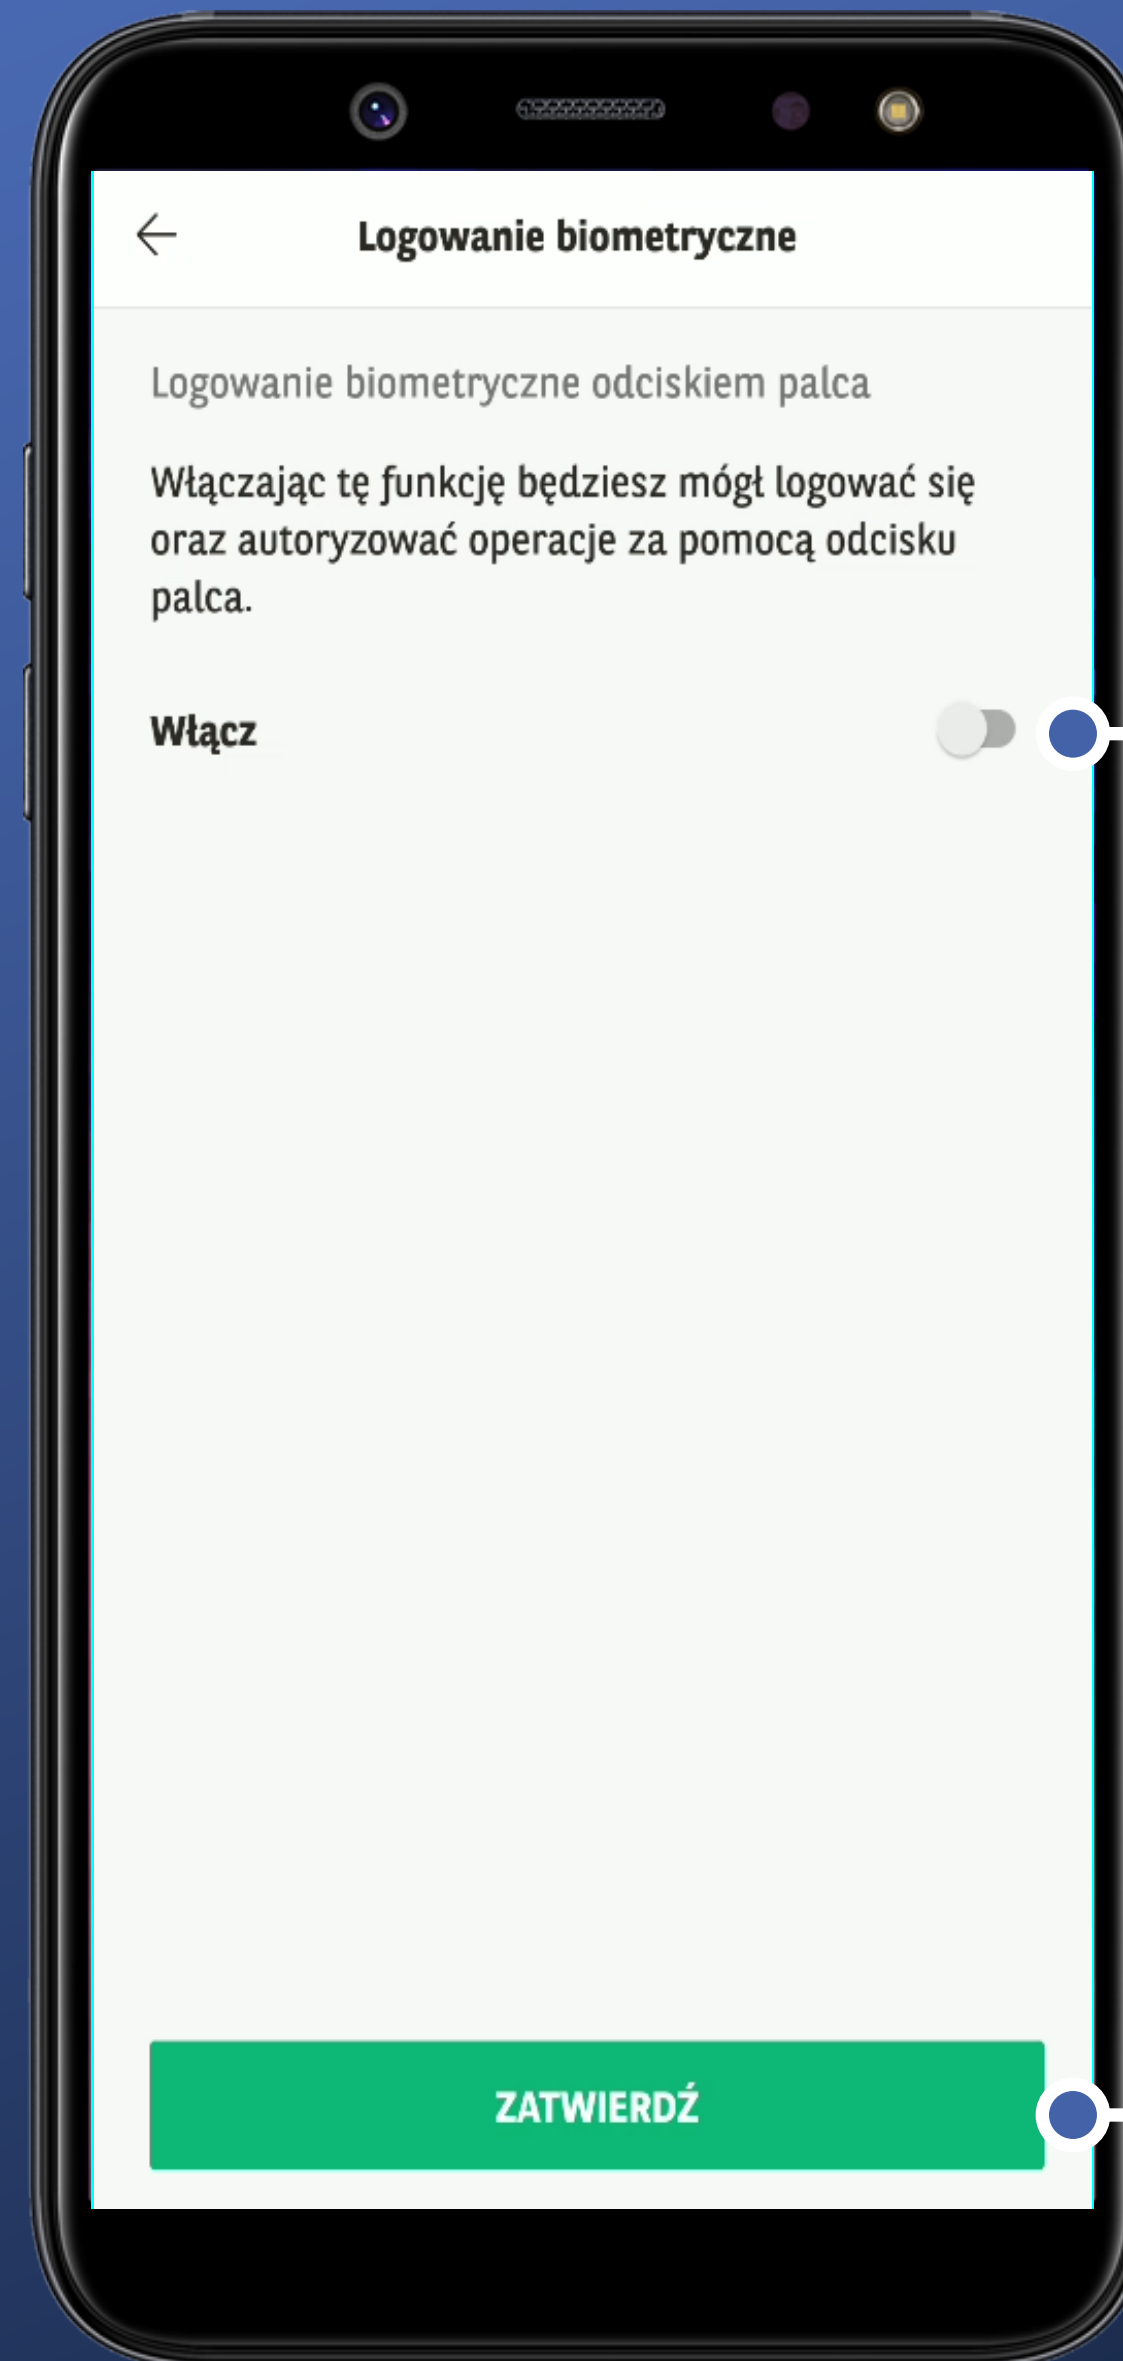 Logowanie biometryczne
Logowanie biometryczne odciskiem palca
Włączając tę funkcję będziesz mógł logować się
oraz autoryzować operacje za pomocą odcisku
palca.
Włącz
ZATWIERDŹ